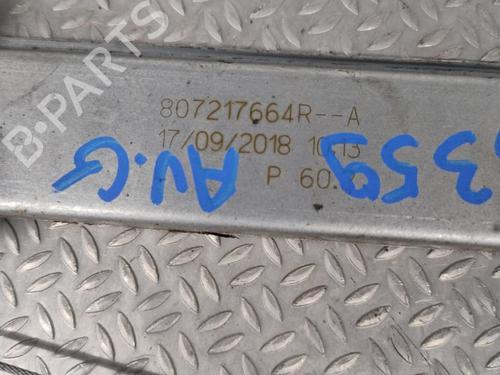 807217664R--A
17/09/2018 10:13
P 60.
AV.G
359
B-PARTS